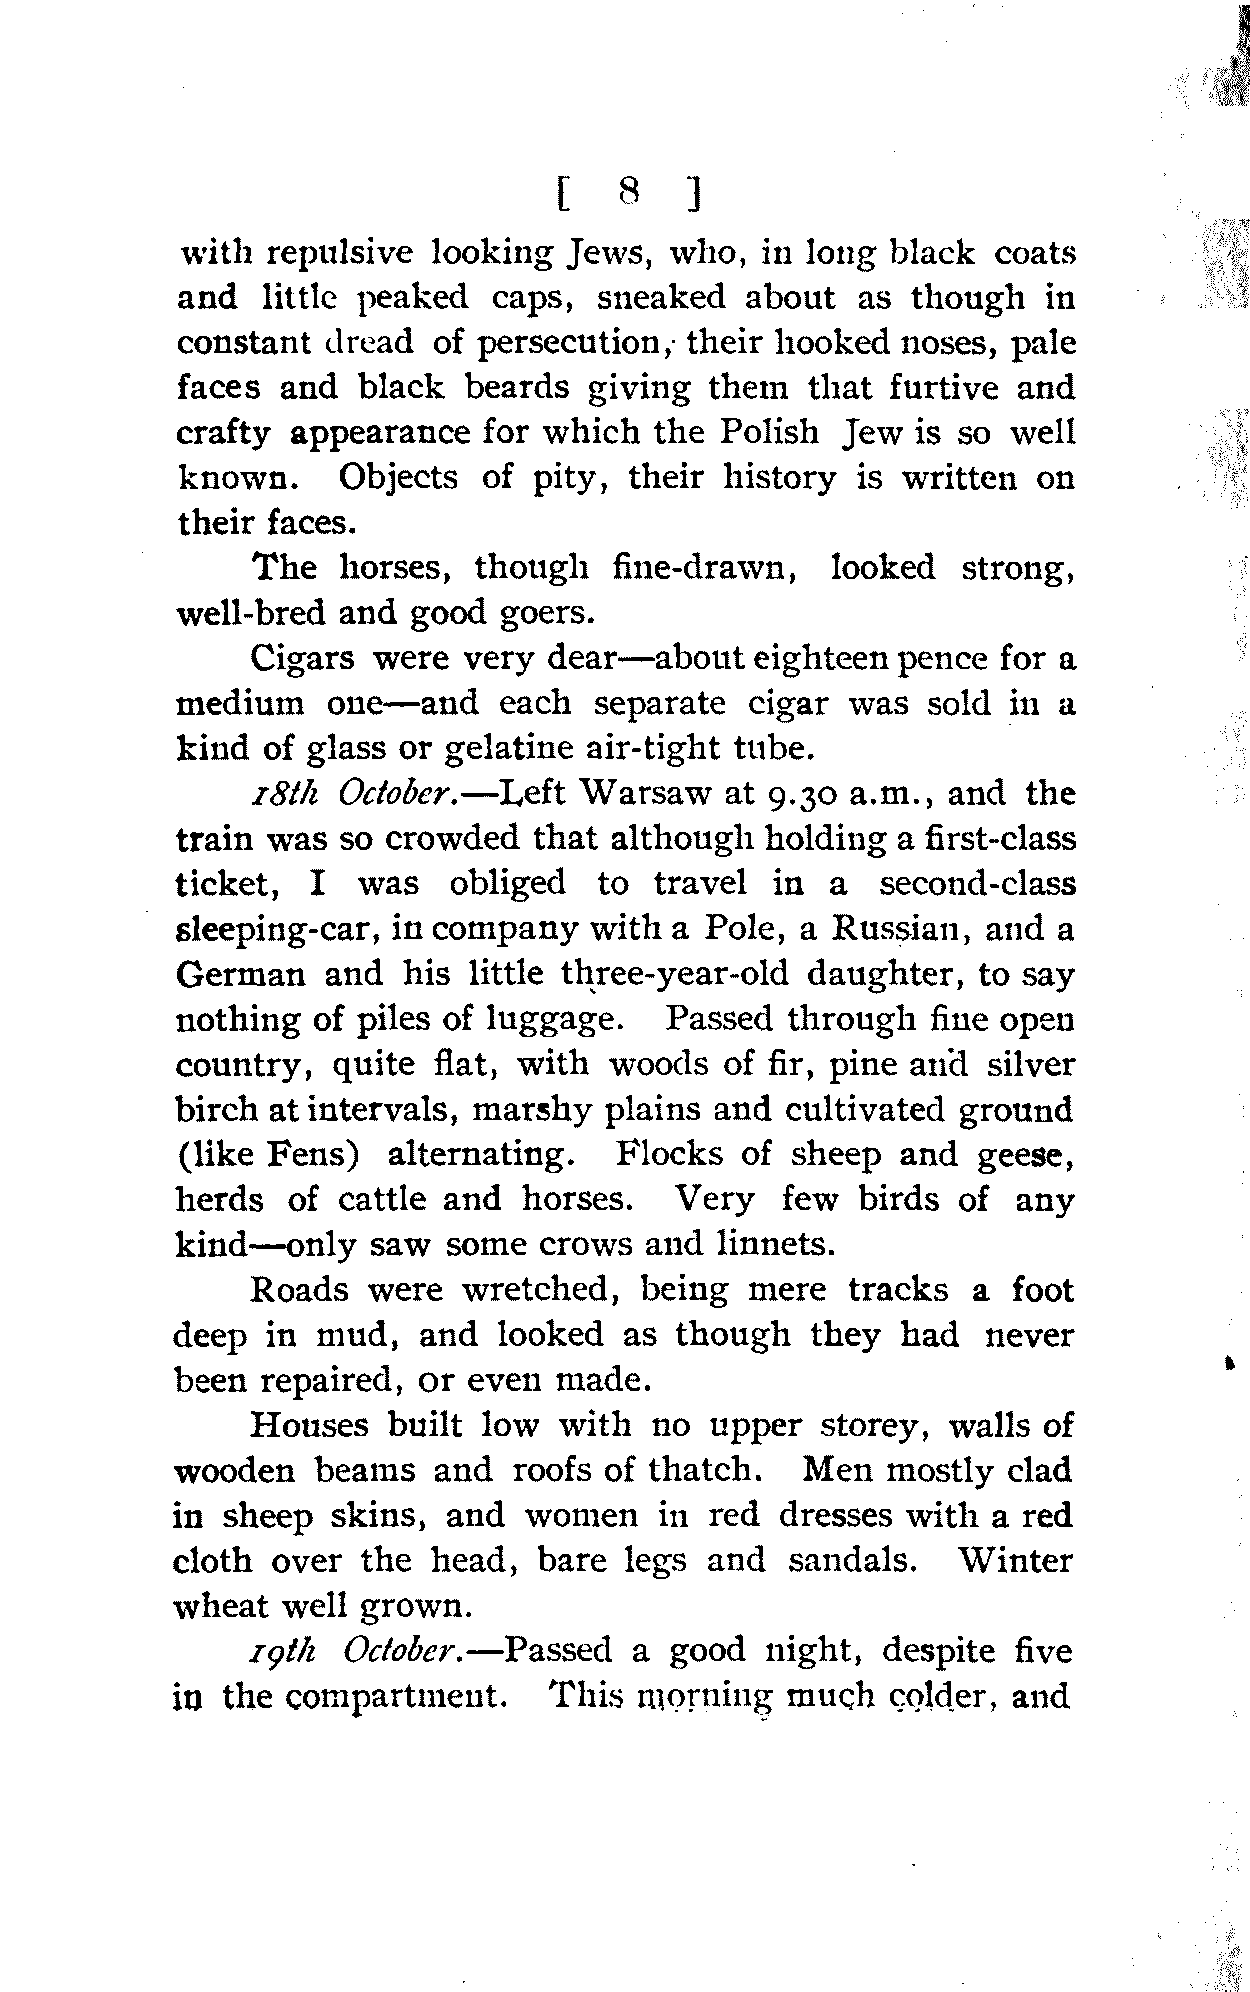 [ 8 ]
with repulsive looking Jews, who, in long black coats
and little peaked caps, sneaked about as though in
constant dread of persecution, their hooked noses, pale
faces and black beards giving them that furtive and
crafty appearance for which the Polish Jew is so well
known. Objects of pity, their history is written on
their faces.
The horses, though fine-drawn, looked strong,
well-bred and good goers.
Cigars were very dear—about eighteen pence for a
medium one—and each separate cigar was sold in a
kind of glass or gelatine air-tight tube.
18th October.—Left Warsaw at 9.30 a.m., and the
train was so crowded that although holding a first-class
ticket, I was obliged to travel in a second-class
sleeping-car, in company with a Pole, a Russian, and a
German and his little three-year-old daughter, to say
nothing of piles of luggage. Passed through fine open
country, quite flat, with woods of fir, pine and silver
birch at intervals, marshy plains and cultivated ground
(like Fens) alternating. Flocks of sheep and geese,
herds of cattle and horses. Very few birds of any
kind—only saw some crows and linnets.
Roads were wretched, being mere tracks a foot
deep in mud, and looked as though they had never
been repaired, or even made.
Houses built low with no upper storey, walls of
wooden beams and roofs of thatch. Men mostly clad
in sheep skins, and women in red dresses with a red
cloth over the head, bare legs and sandals. Winter
wheat well grown.
19th October.—Passed a good night, despite five
in the compartment. This morning much colder, and